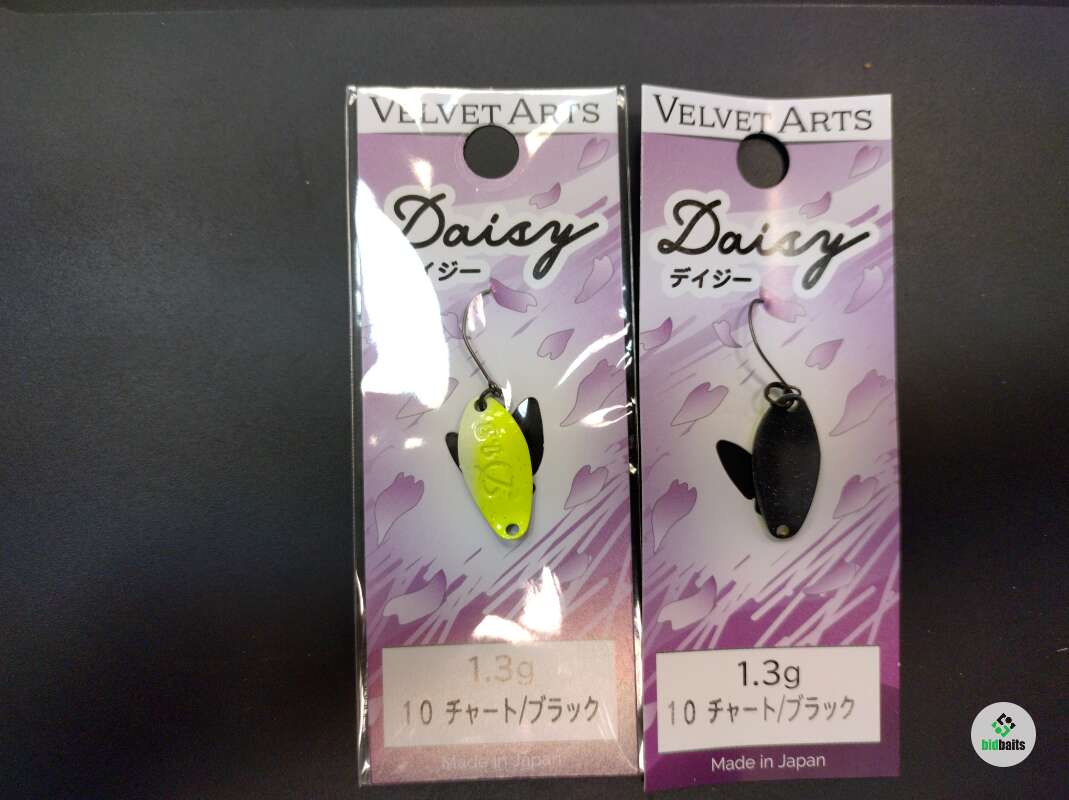 VELVET ARTS
Daisy
イジー
1.3g
10 チャート/ブラック
Made in Japan
VELVET ARTS
Daisy
デイジー
1.3g
10 チャート/ブラック
Made in Japan
bidbaits